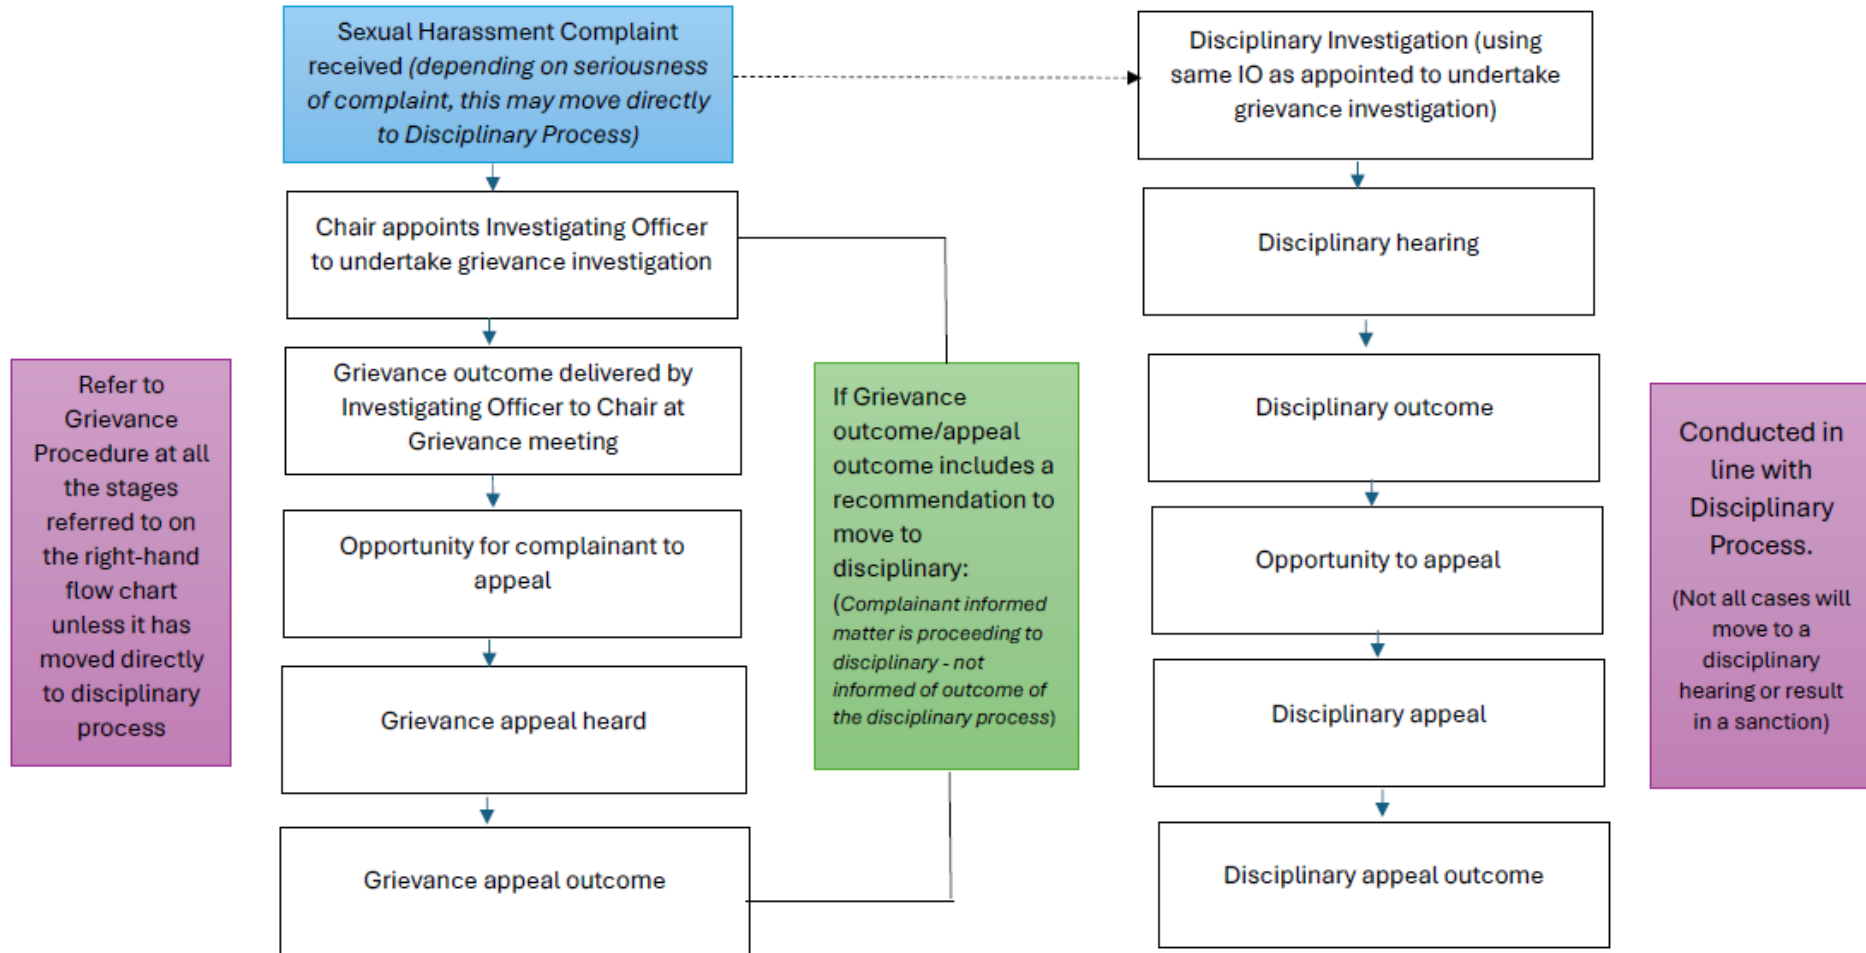 Sexual Harassment Complaint
received (depending on seriousness
of complaint, this may move directly
to Disciplinary Process)
Chair appoints Investigating Officer
to undertake grievance investigation
Grievance outcome delivered by
Investigating Officer to Chair at
Grievance meeting
Opportunity for complainant to
appeal
Grievance appeal heard
Grievance appeal outcome
Refer to
Grievance
Procedure at all
the stages
referred to on
the right-hand
flow chart
unless it has
moved directly
to disciplinary
process
If Grievance
outcome/appeal
outcome includes a
recommendation to
move to
disciplinary:
(Complainant informed
matter is proceeding to
disciplinary - not
informed of outcome of
the disciplinary process)
Disciplinary Investigation (using
same IO as appointed to undertake
grievance investigation)
Disciplinary hearing
Disciplinary outcome
Opportunity to appeal
Disciplinary appeal
Disciplinary appeal outcome
Conducted in
line with
Disciplinary
Process.
(Not all cases will
move to a
disciplinary
hearing or result
in a sanction)